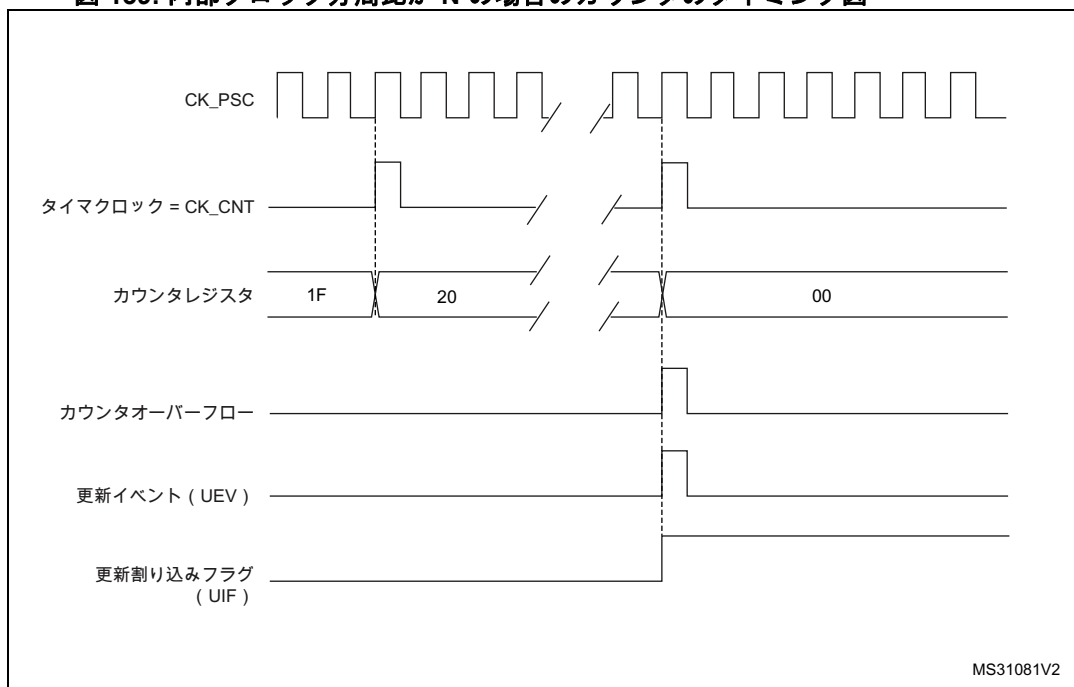 CK_PSC
タイマクロック = CK_CNT
カウンタレジスタ
1F
20
00
カウンタオーバーフロー
更新イベント ( UEV )
更新割り込みフラグ
( UIF )
MS31081V2